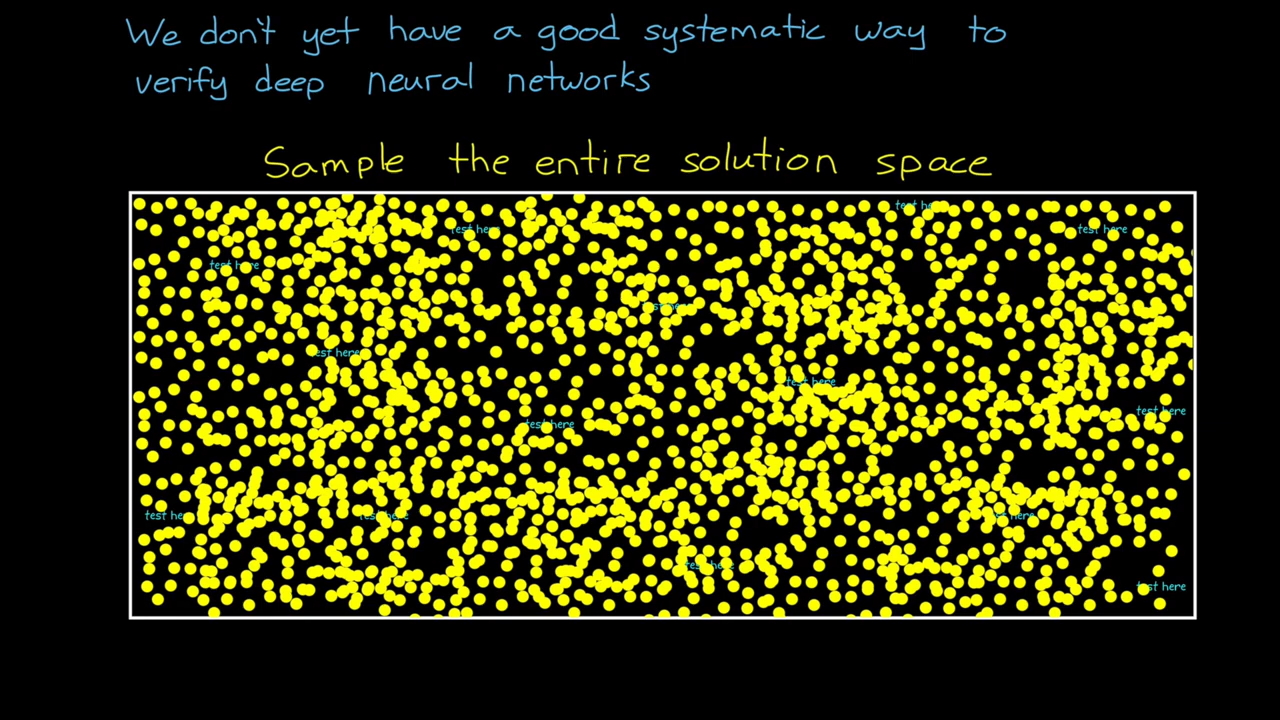 We don't yet have a good systematic way to
verify deep neural networks
Sample the entire solution space
test he
test here
test here
test here
test here
test here
test here
test here
test he
test here
test here
test here